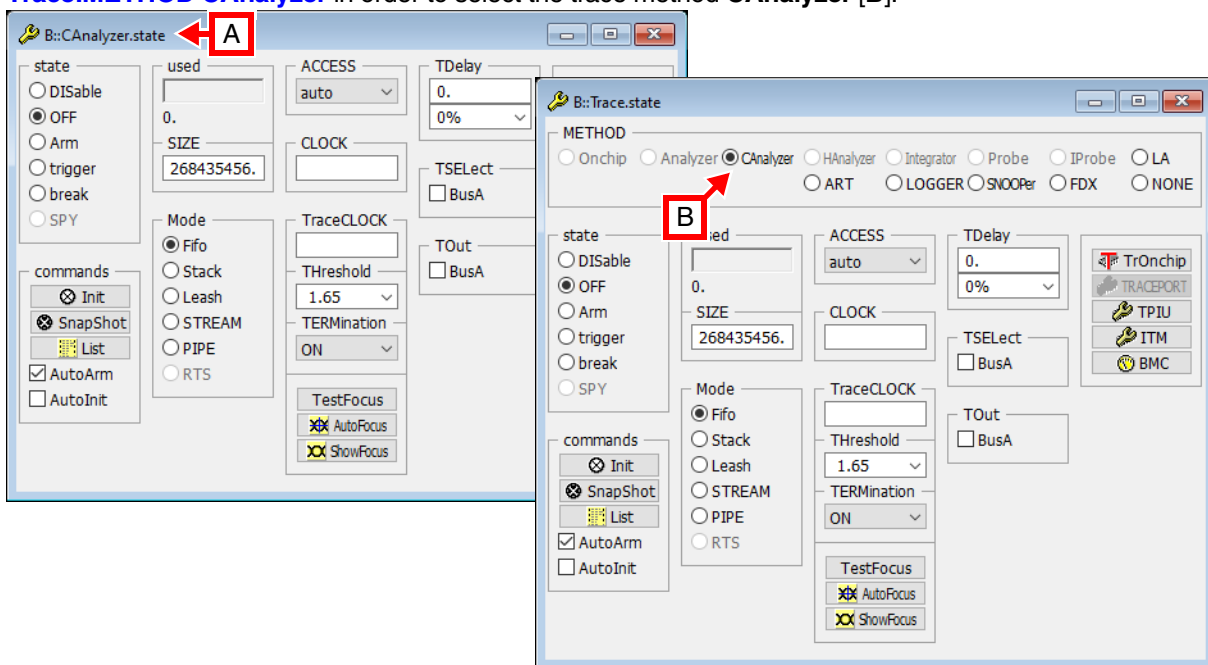 Trace.METHOD CAnalyzer in order to select the trace method CAnalyzer [B].
B::CAnalyzer.state
A
state
DISable
OFF
Arm
trigger
break
SPY
commands
Init
SnapShot
List
AutoArm
AutoInit
used
0.
SIZE
268435456.
Mode
Fifo
Stack
Leash
STREAM
PIPE
RTS
ACCESS
auto
CLOCK
TraceCLOCK
THreshold
1.65
TERMination
ON
TestFocus
AutoFocus
ShowFocus
TDelay
0.
0%
TSELect
BusA
TOut
BusA
B::Trace.state
METHOD
Onchip Analyzer CAnalyzer HAnalyzer Integrator Probe IProbe LA
ART LOGGER SNOOPer FDX NONE
B
state
DISable
OFF
Arm
trigger
break
SPY
commands
Init
SnapShot
List
AutoArm
AutoInit
used
0.
SIZE
268435456.
Mode
Fifo
Stack
Leash
STREAM
PIPE
RTS
ACCESS
auto
CLOCK
TraceCLOCK
THreshold
1.65
TERMination
ON
TestFocus
AutoFocus
ShowFocus
TDelay
0.
0%
TSELect
BusA
TOut
BusA
TrOnchip
TRACEPORT
TPIU
ITM
BMC